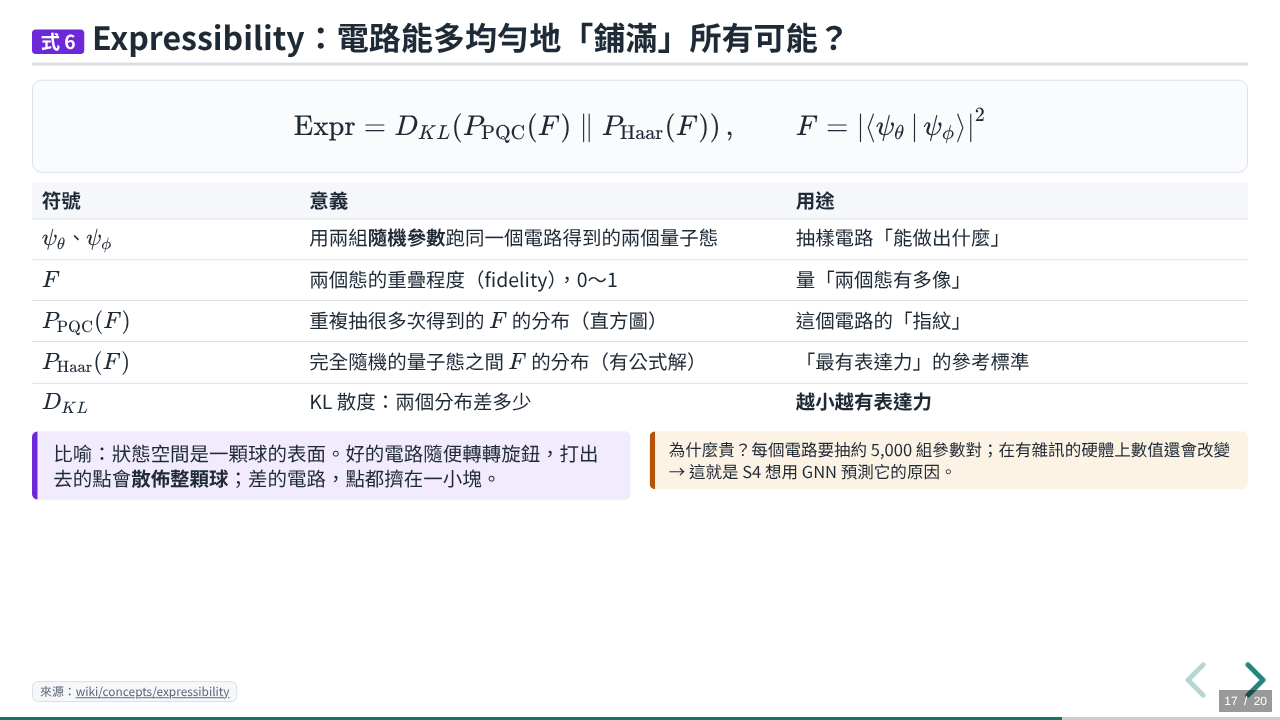 式 6 Expressibility：電路能多均勻地「鋪滿」所有可能？
Expr = D_{KL}(P_{PQC}(F) ∥ P_{Haar}(F)) ,  F = |⟨ψ_θ | ψ_ϕ⟩|^2
符號 意義 用途
ψ_θ、ψ_ϕ 用兩組隨機參數跑同一個電路得到的兩個量子態 抽樣電路「能做出什麼」
F 兩個態的重疊程度（fidelity），0～1 量「兩個態有多像」
P_{PQC}(F) 重複抽很多次得到的 F 的分布（直方圖） 這個電路的「指紋」
P_{Haar}(F) 完全隨機的量子態之間 F 的分布（有公式解） 「最有表達力」的參考標準
D_{KL} KL 散度：兩個分布差多少 越小越有表達力
比喻：狀態空間是一顆球的表面。好的電路隨便轉轉旋鈕，打出
去的點會散佈整顆球；差的電路，點都擠在一小塊。
為什麼貴？每個電路要抽約 5,000 組參數對；在有雜訊的硬體上數值還會改變
→ 這就是 S4 想用 GNN 預測它的原因。
來源：wiki/concepts/expressibility
17 / 20